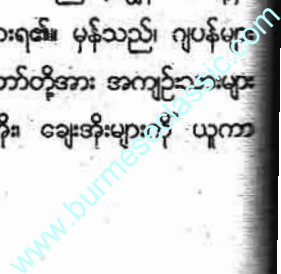 ားရ၏။ မှန်သည်၊ ဂျပန်များ
တာ်တို့အား အကျဉ်းသားများ
ိုး၊ ချေးအိုးများကို ယူကာ
www.burmeseclassic.com